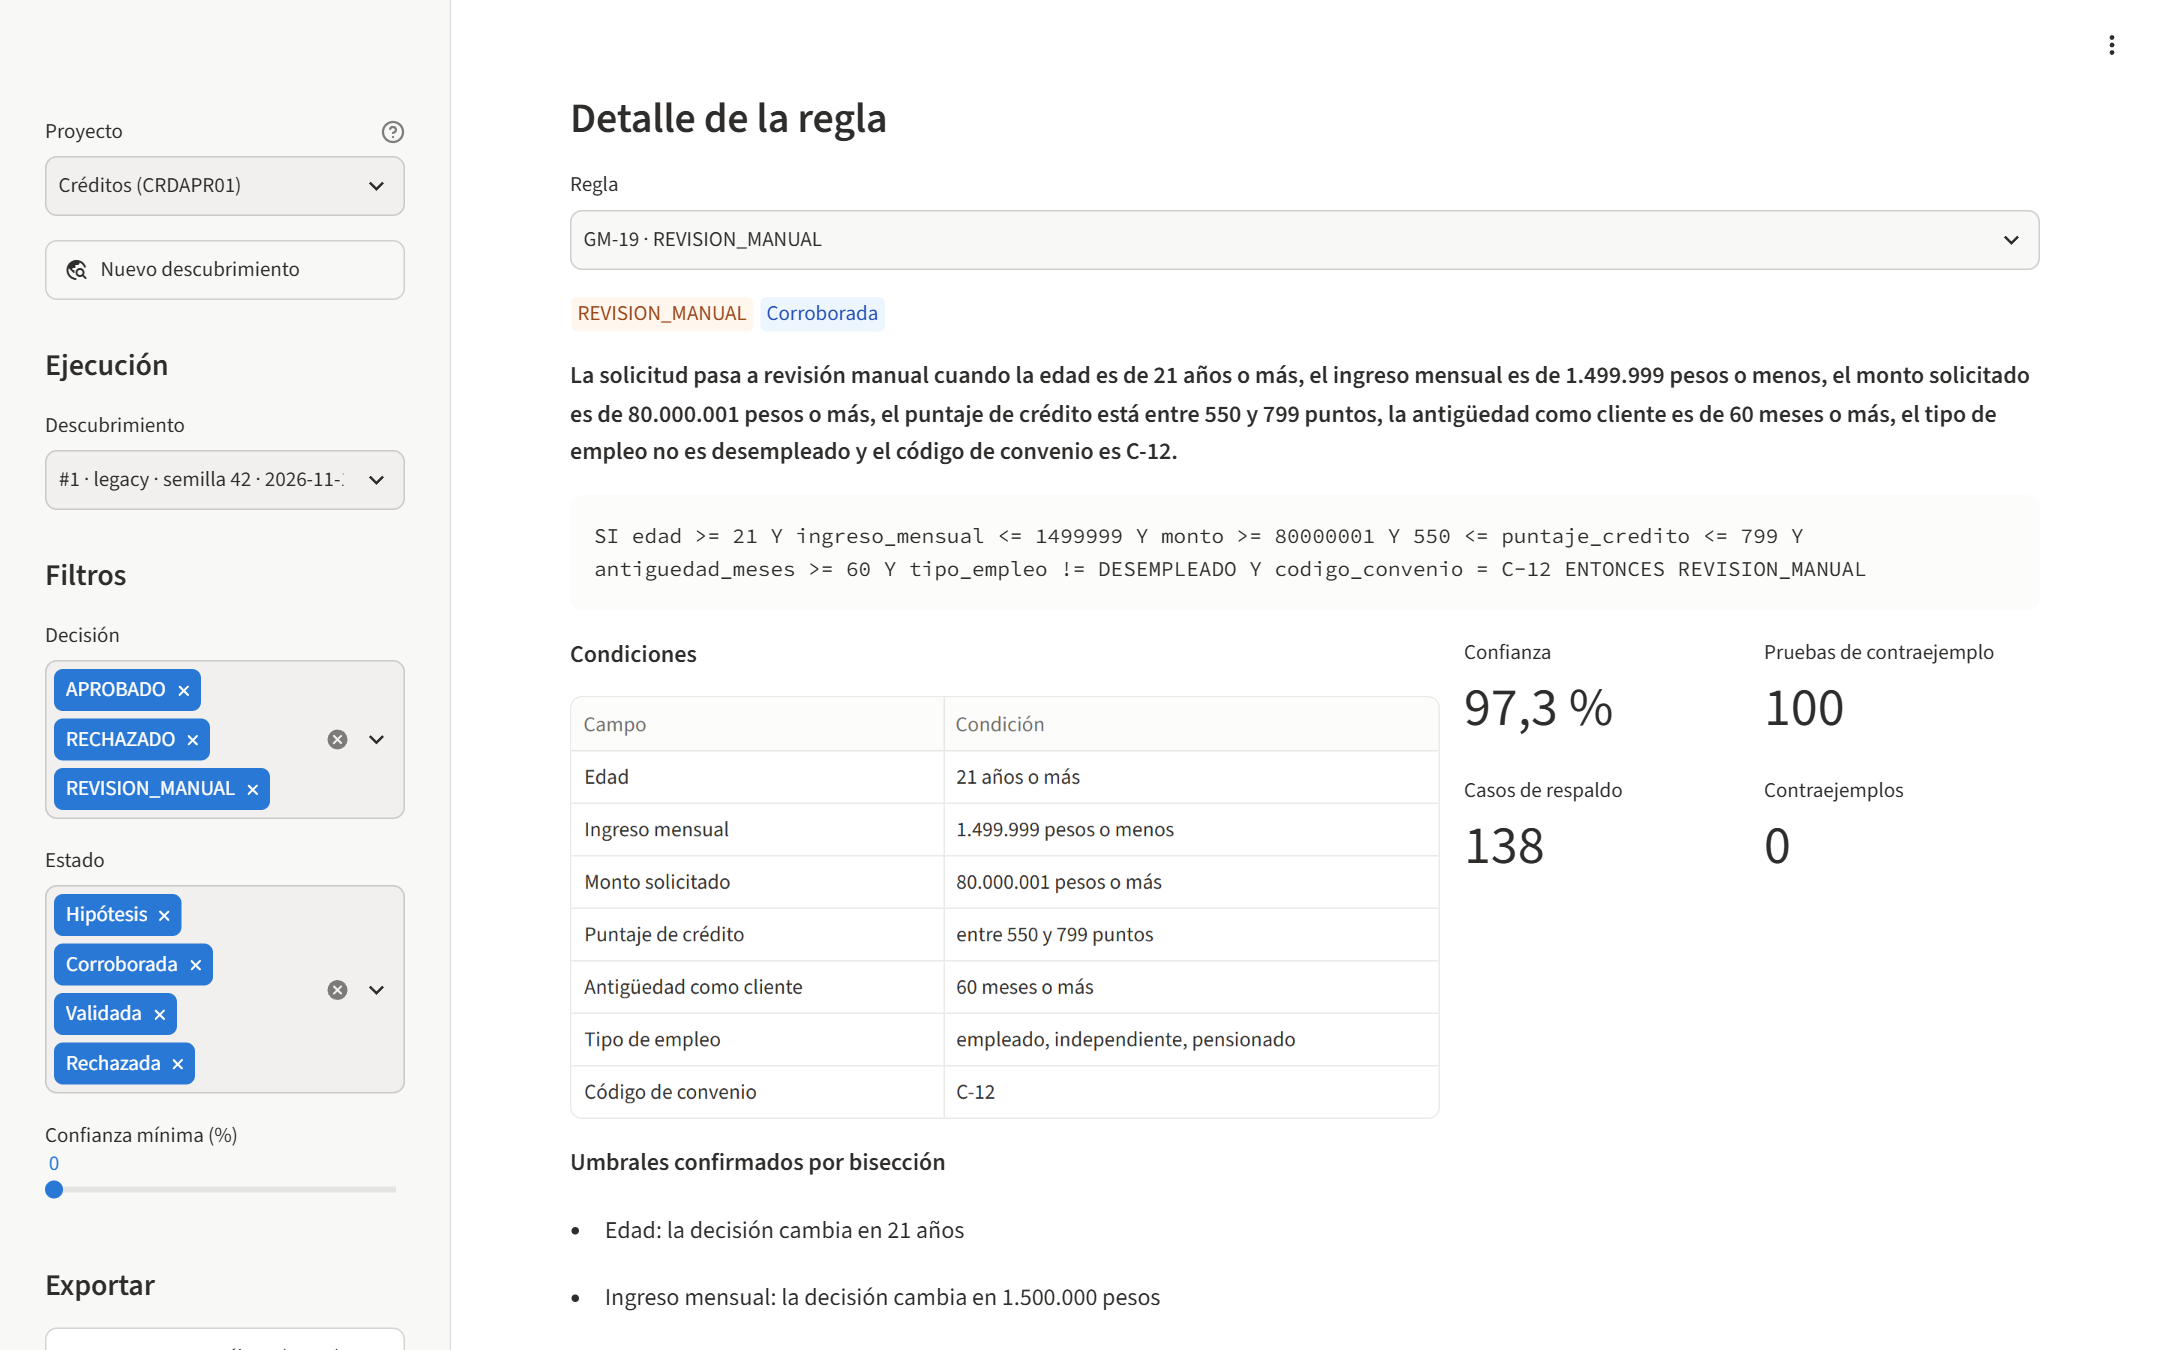 Proyecto
Créditos (CRDAPR01)
Nuevo descubrimiento
Ejecución
Descubrimiento
#1 · legacy · semilla 42 · 2026-11-
Filtros
Decisión
APROBADO
RECHAZADO
REVISION_MANUAL
Estado
Hipótesis
Corroborada
Validada
Rechazada
Confianza mínima (%)
0
Exportar
Detalle de la regla
Regla
GM-19 · REVISION_MANUAL
REVISION_MANUAL Corroborada
La solicitud pasa a revisión manual cuando la edad es de 21 años o más, el ingreso mensual es de 1.499.999 pesos o menos, el monto solicitado
es de 80.000.001 pesos o más, el puntaje de crédito está entre 550 y 799 puntos, la antigüedad como cliente es de 60 meses o más, el tipo de
empleo no es desempleado y el código de convenio es C-12.
SI edad >= 21 Y ingreso_mensual <= 1499999 Y monto >= 80000001 Y 550 <= puntaje_credito <= 799 Y
antiguedad_meses >= 60 Y tipo_empleo != DESEMPLEADO Y codigo_convenio = C-12 ENTONCES REVISION_MANUAL
Condiciones
Campo Condición
Edad 21 años o más
Ingreso mensual 1.499.999 pesos o menos
Monto solicitado 80.000.001 pesos o más
Puntaje de crédito entre 550 y 799 puntos
Antigüedad como cliente 60 meses o más
Tipo de empleo empleado, independiente, pensionado
Código de convenio C-12
Confianza
97,3 %
Pruebas de contraejemplo
100
Casos de respaldo
138
Contraejemplos
0
Umbrales confirmados por bisección
• Edad: la decisión cambia en 21 años
• Ingreso mensual: la decisión cambia en 1.500.000 pesos